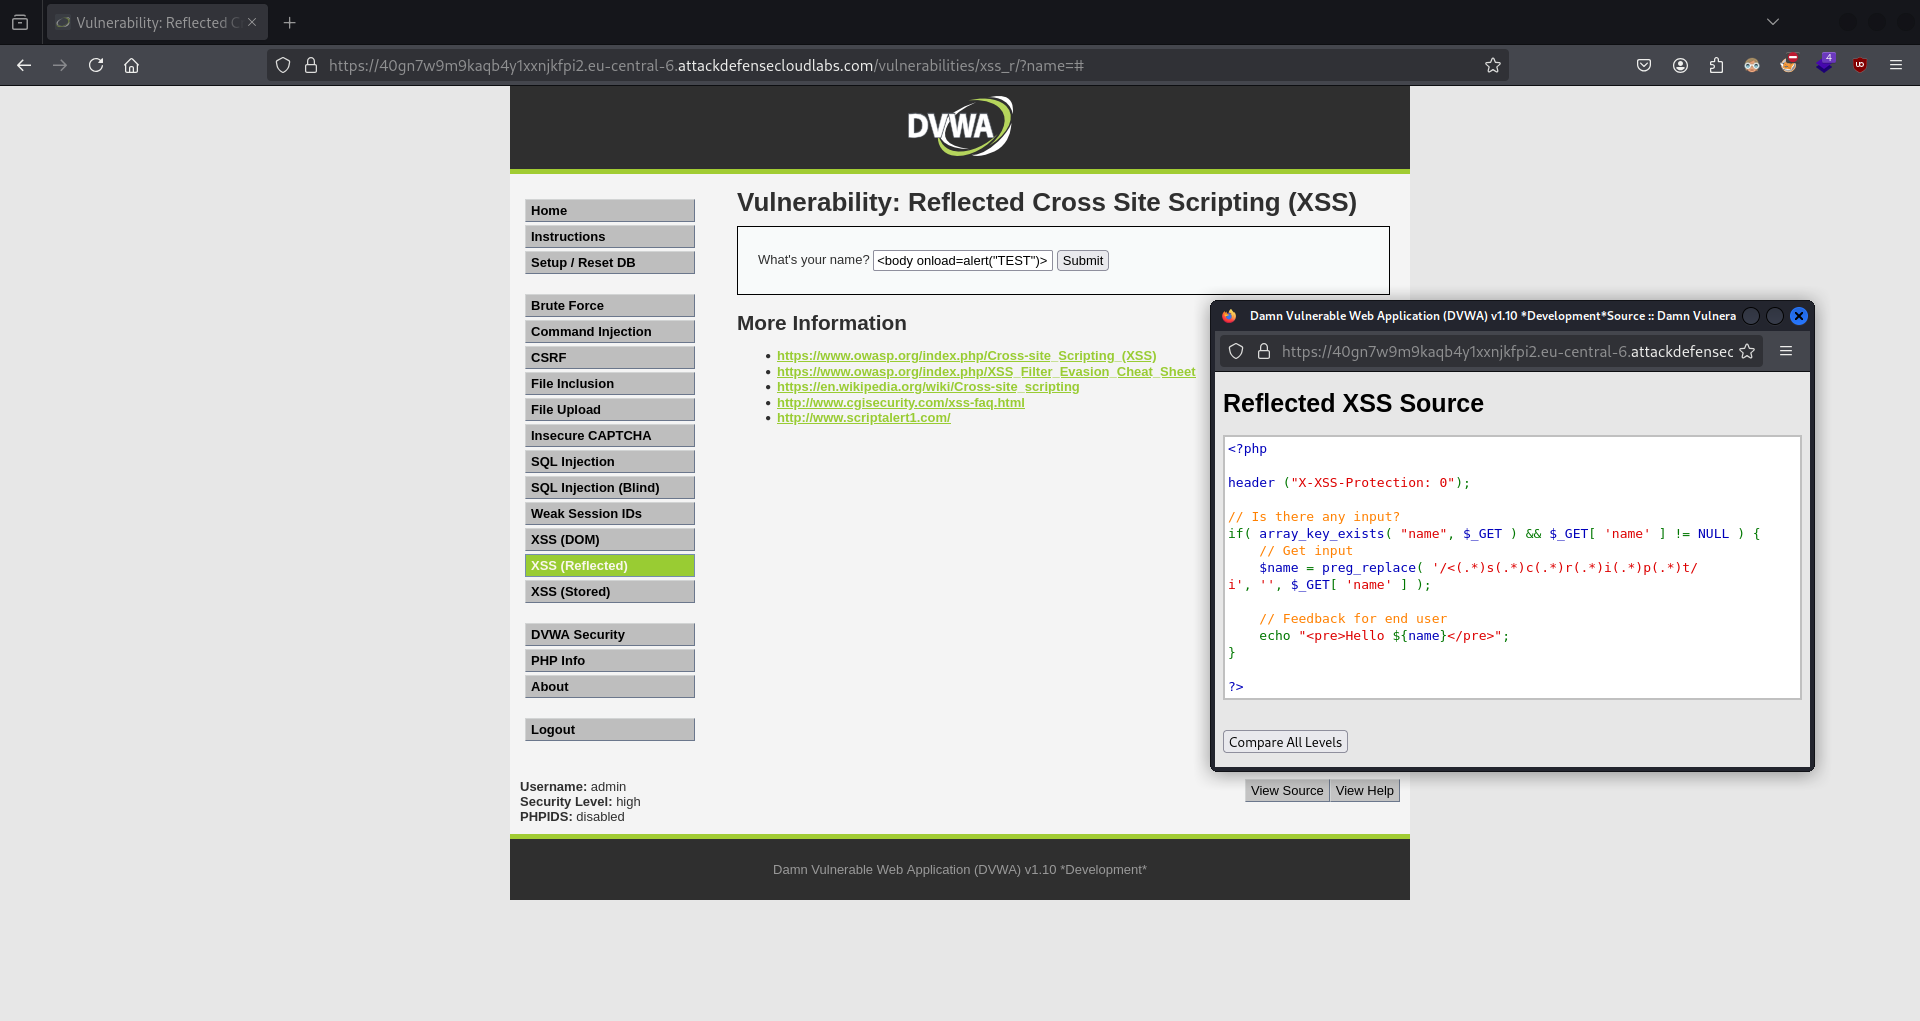 Vulnerability: Reflected C
https://40gn7w9m9kaqb4y1xxnjkfpi2.eu-central-6.attackdefensecloudlabs.com/vulnerabilities/xss_r/?name=#
4
DVWA
Home
Instructions
Setup / Reset DB
Brute Force
Command Injection
CSRF
File Inclusion
File Upload
Insecure CAPTCHA
SQL Injection
SQL Injection (Blind)
Weak Session IDs
XSS (DOM)
XSS (Reflected)
XSS (Stored)
DVWA Security
PHP Info
About
Logout
Vulnerability: Reflected Cross Site Scripting (XSS)
What's your name? <body onload=alert("TEST")> Submit
More Information
• https://www.owasp.org/index.php/Cross-site_Scripting_(XSS)
• https://www.owasp.org/index.php/XSS_Filter_Evasion_Cheat_Sheet
• https://en.wikipedia.org/wiki/Cross-site_scripting
• http://www.cgisecurity.com/xss-faq.html
• http://www.scriptalert1.com/
Damn Vulnerable Web Application (DVWA) v1.10 *Development*Source :: Damn Vulnera
https://40gn7w9m9kaqb4y1xxnjkfpi2.eu-central-6.attackdefensec
Reflected XSS Source
<?php
header ("X-XSS-Protection: 0");
// Is there any input?
if( array_key_exists( "name", $_GET ) && $_GET[ 'name' ] != NULL ) {
    // Get input
    $name = preg_replace( '/<(.*)s(.*)c(.*)r(.*)i(.*)p(.*)t/
i', '', $_GET[ 'name' ] );
    // Feedback for end user
    echo "<pre>Hello ${name}</pre>";
}
?>
Compare All Levels
Username: admin
Security Level: high
PHPIDS: disabled
View Source View Help
Damn Vulnerable Web Application (DVWA) v1.10 *Development*